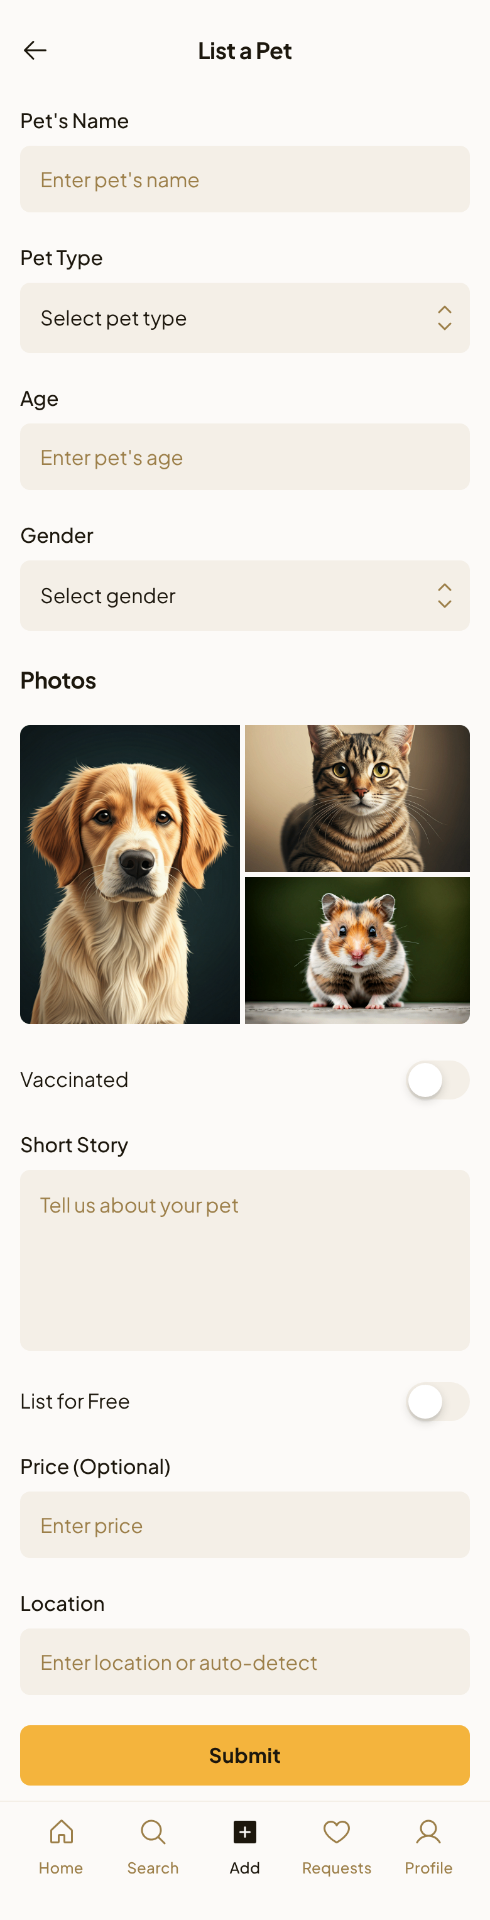 List a Pet
Pet's Name
Enter pet's name
Pet Type
Select pet type
Age
Enter pet's age
Gender
Select gender
Photos
Vaccinated
Short Story
Tell us about your pet
List for Free
Price (Optional)
Enter price
Location
Enter location or auto-detect
Submit
Home Search Add Requests Profile